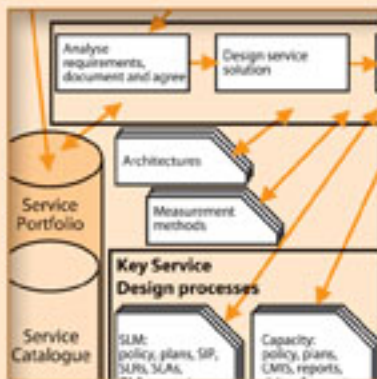 Analyse
requirements,
document and agree
Design service
solution
Architectures
Measurement
methods
Service
Portfolio
Key Service
Design processes
Service
Catalogue
SLM:
policy, plans, SIP,
SLRs, SLAs,
Capacity:
policy, plans,
CMIS, reports,